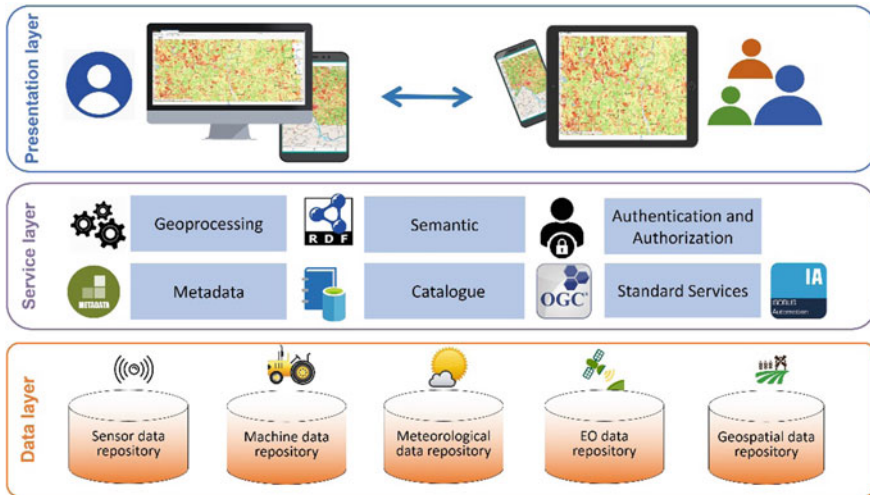 Presentation layer
Service layer
Geoprocessing
RDF
Semantic
Authentication and
Authorization
METADATA
Metadata
Catalogue
OGC
Standard Services
IA
Data layer
Sensor data
repository
Machine data
repository
Meteorological
data repository
EO data
repository
Geospatial data
repository